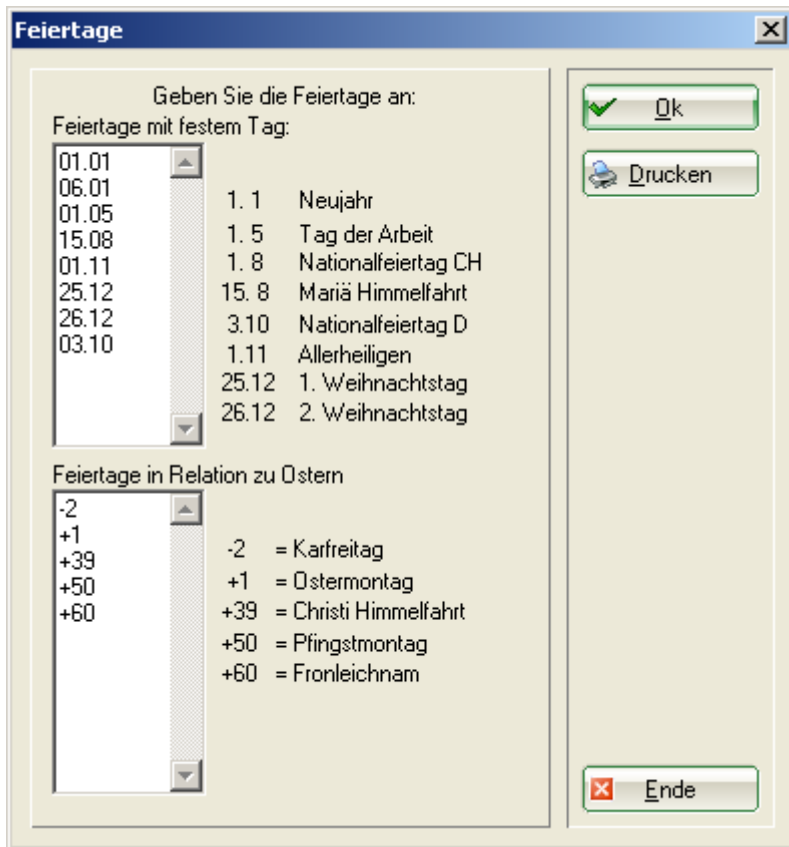 Feiertage
Geben Sie die Feiertage an:
Feiertage mit festem Tag:
01.01
06.01
01.05
15.08
01.11
25.12
26.12
03.10
1. 1 Neujahr
1. 5 Tag der Arbeit
1. 8 Nationalfeiertag CH
15. 8 Mariä Himmelfahrt
3.10 Nationalfeiertag D
1.11 Allerheiligen
25.12 1. Weihnachtstag
26.12 2. Weihnachtstag
Feiertage in Relation zu Ostern
-2
+1
+39
+50
+60
-2 = Karfreitag
+1 = Ostermontag
+39 = Christi Himmelfahrt
+50 = Pfingstmontag
+60 = Fronleichnam
Ok
Drucken
Ende